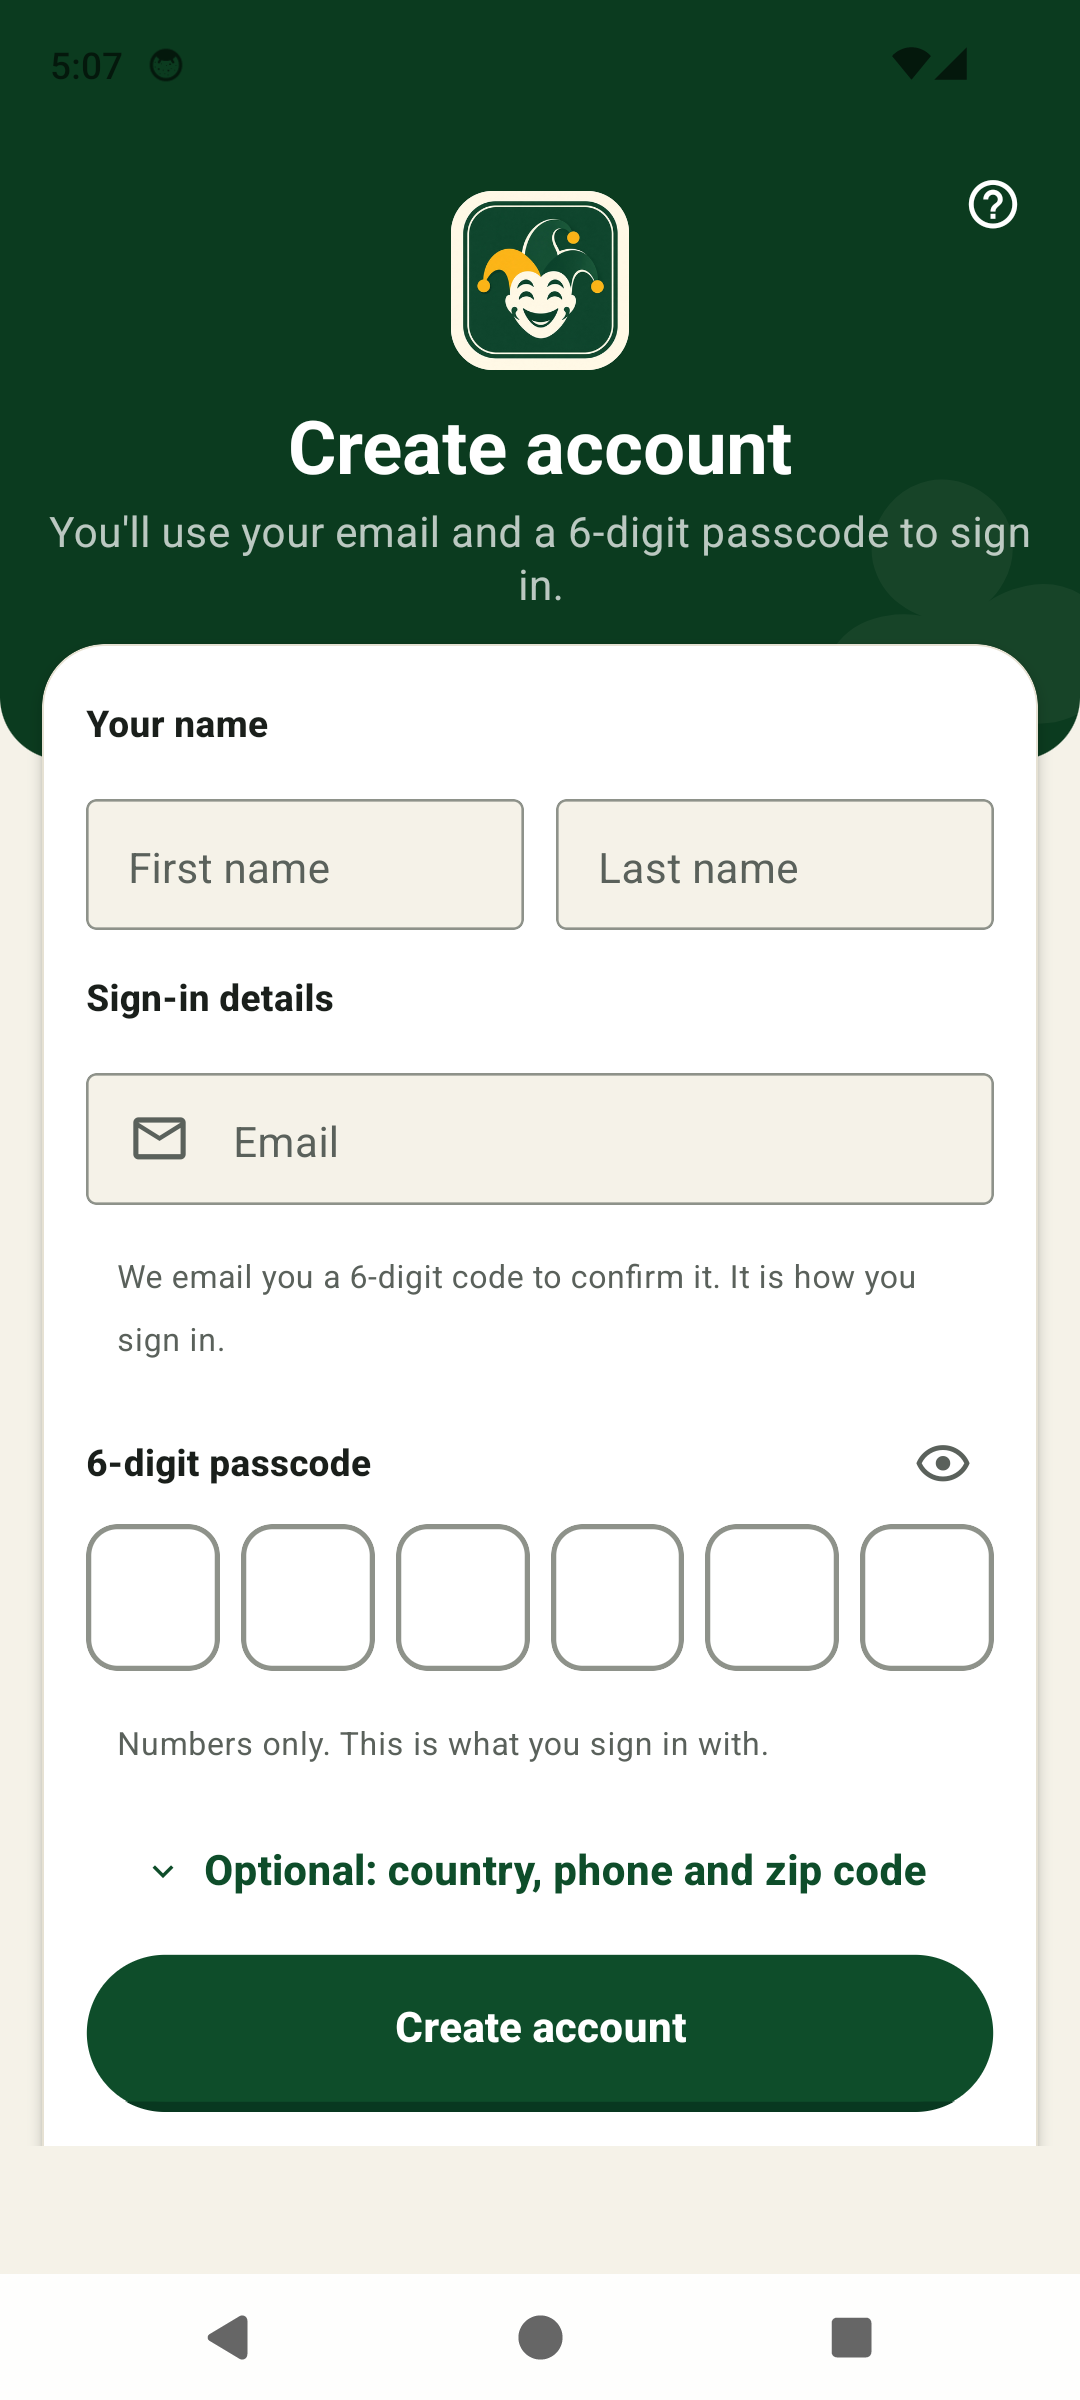 5:07
Create account
You'll use your email and a 6-digit passcode to sign
in.
Your name
First name
Last name
Sign-in details
Email
We email you a 6-digit code to confirm it. It is how you
sign in.
6-digit passcode
Numbers only. This is what you sign in with.
Optional: country, phone and zip code
Create account